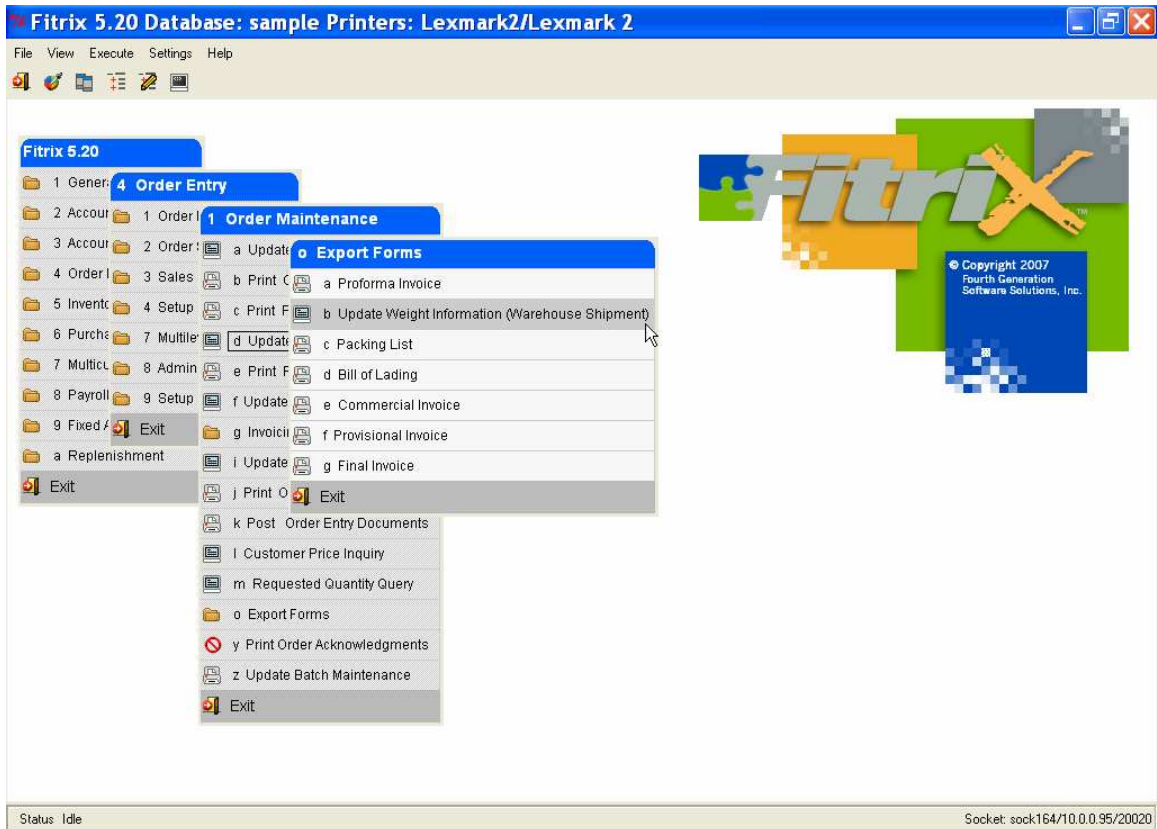 Fitrix 5.20 Database: sample Printers: Lexmark2/Lexmark 2
File View Execute Settings Help
Fitrix 5.20
1 Gener
2 Accour
3 Accour
4 Order
5 Invento
6 Purcha
7 Multicu
8 Payroll
9 Fixed
a Replenishment
Exit
4 Order Entry
1 Order
2 Order
3 Sales
4 Setup
7 Multile
8 Admin
9 Setup
Exit
1 Order Maintenance
a Update
b Print
c Print F
d Update
e Print F
f Update
g Invoici
i Update
j Print O
k Post Order Entry Documents
l Customer Price Inquiry
m Requested Quantity Query
o Export Forms
y Print Order Acknowledgments
z Update Batch Maintenance
Exit
o Export Forms
a Proforma Invoice
b Update Weight Information (Warehouse Shipment)
c Packing List
d Bill of Lading
e Commercial Invoice
f Provisional Invoice
g Final Invoice
Exit
FitriX
TM
© Copyright 2007
Fourth Generation
Software Solutions, Inc.
Status Idle
Socket: sock164/10.0.0.95/20020